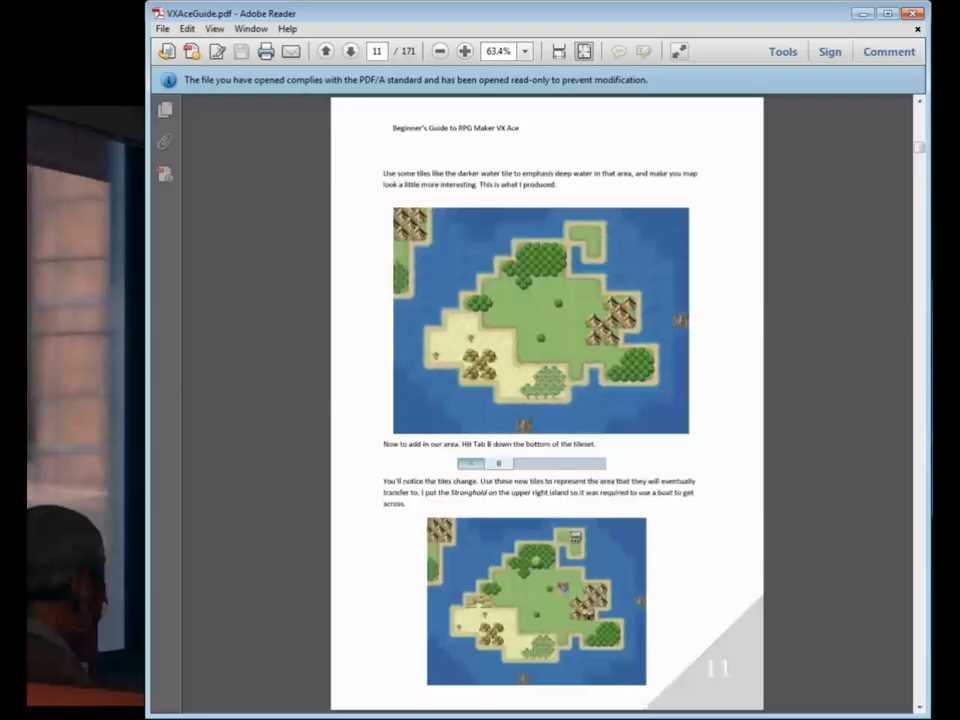 VXAceGuide.pdf - Adobe Reader
File Edit View Window Help
11 / 171 63.4% Tools Sign Comment
The file you have opened complies with the PDF/A standard and has been opened read-only to prevent modification.
Beginner's Guide to RPG Maker VX Ace
Use some tiles like the darker water tile to emphasis deep water in that area, and make you map
look a little more interesting. This is what I produced:
Now to add in our area. Hit Tab B down the bottom of the tileset.
A B
You'll notice the tiles change. Use these new tiles to represent the area that they will eventually
transfer to. I put the Stronghold on the upper right island so it was required to use a boat to get
across.
11